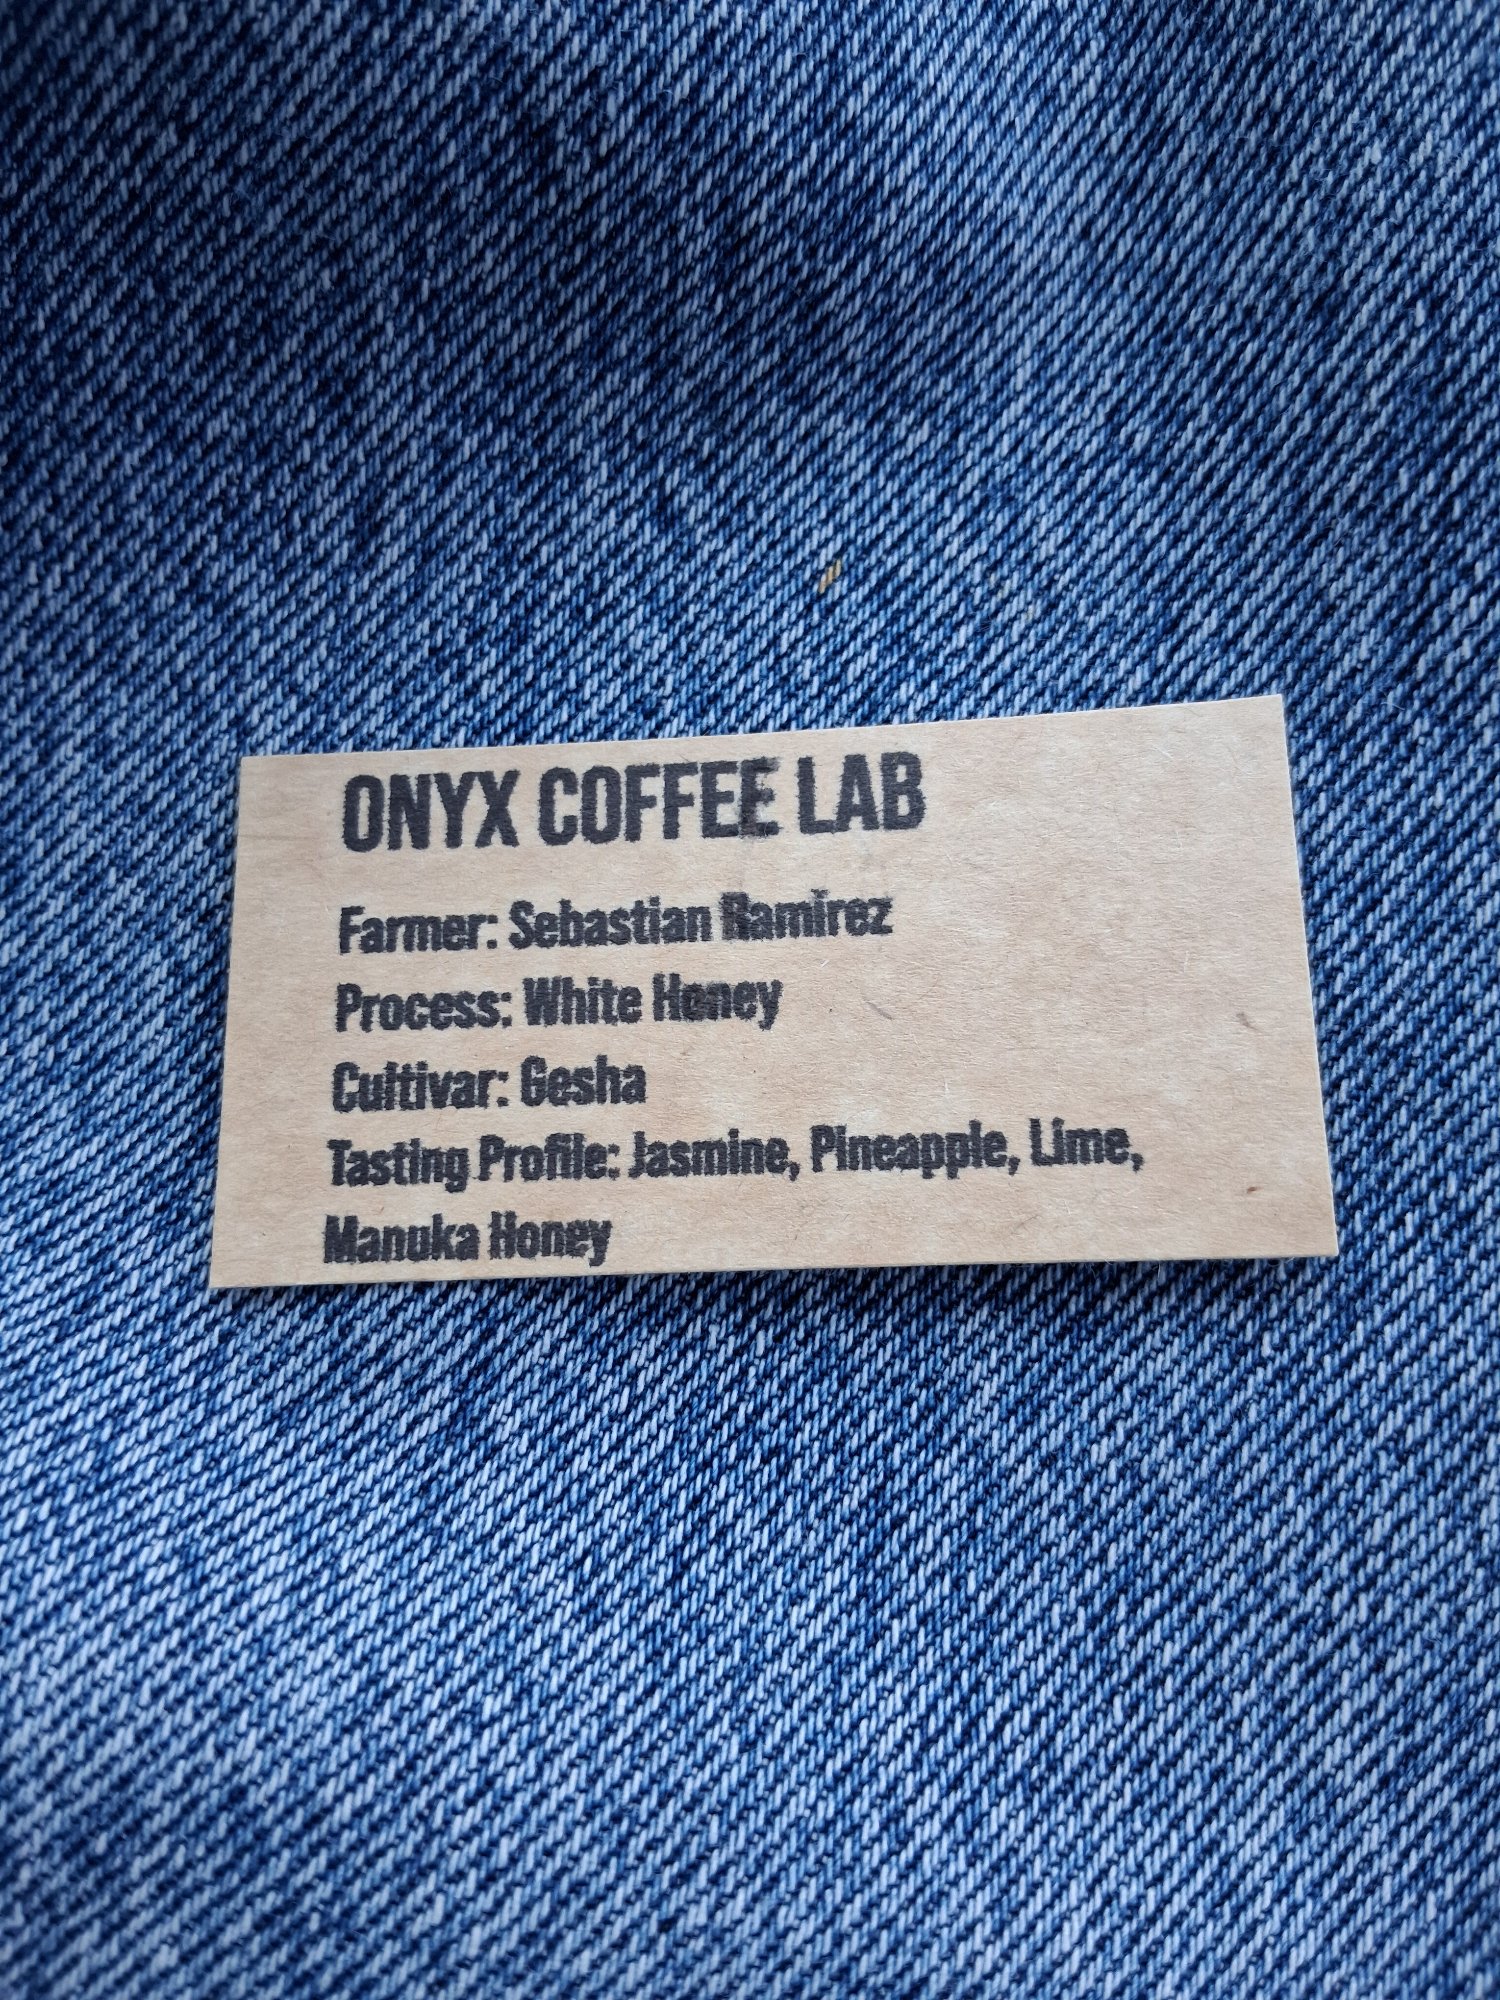 ONYX COFFEE LAB
Farmer: Sebastian Ramirez
Process: White Honey
Cultivar: Gesha
Tasting Profile: Jasmine, Pineapple, Lime,
Manuka Honey